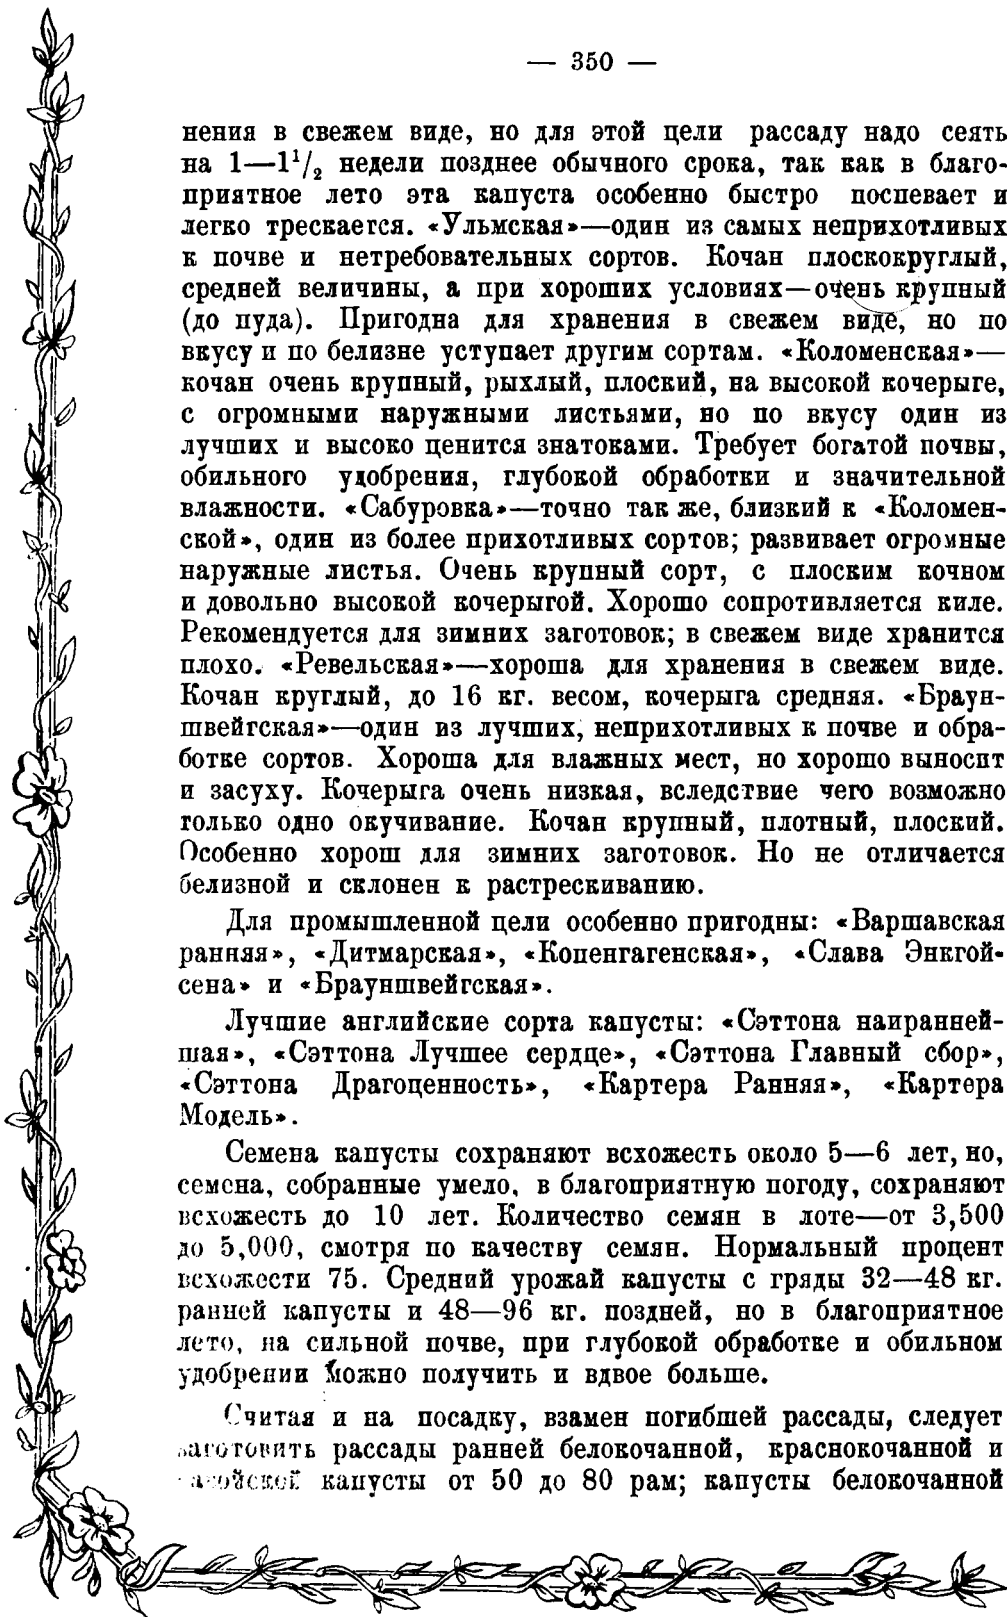 — 350 —
нения в свежем виде, но для этой цели рассаду надо сеять
на 1—1¹/₂ недели позднее обычного срока, так как в благо-
приятное лето эта капуста особенно быстро поспевает и
легко трескается. «Ульмская»—один из самых неприхотливых
к почве и нетребовательных сортов. Кочан плоскокруглый,
средней величины, а при хороших условиях—очень крупный
(до пуда). Пригодна для хранения в свежем виде, но по
вкусу и по белизне уступает другим сортам. «Коломенская»—
кочан очень крупный, рыхлый, плоский, на высокой кочерыге,
с огромными наружными листьями, но по вкусу один из
лучших и высоко ценится знатоками. Требует богатой почвы,
обильного удобрения, глубокой обработки и значительной
влажности. «Сабуровка»—точно так же, близкий к «Коломен-
ской», один из более прихотливых сортов; развивает огромные
наружные листья. Очень крупный сорт, с плоским кочном
и довольно высокой кочерыгой. Хорошо сопротивляется киле.
Рекомендуется для зимних заготовок; в свежем виде хранится
плохо. «Ревельская»—хороша для хранения в свежем виде.
Кочан круглый, до 16 кг. весом, кочерыга средняя. «Браун-
швейгская»—один из лучших, неприхотливых к почве и обра-
ботке сортов. Хороша для влажных мест, но хорошо выносит
и засуху. Кочерыга очень низкая, вследствие чего возможно
только одно окучивание. Кочан крупный, плотный, плоский.
Особенно хорош для зимних заготовок. Но не отличается
белизной и склонен к растрескиванию.
Для промышленной цели особенно пригодны: «Варшавская
ранняя», «Дитмарская», «Копенгагенская», «Слава Энкгой-
сена» и «Брауншвейгская».
Лучшие английские сорта капусты: «Сэттона наиранней-
шая», «Сэттона Лучшее сердце», «Сэттона Главный сбор»,
«Сэттона Драгоценность», «Картера Ранняя», «Картера
Модель».
Семена капусты сохраняют всхожесть около 5—6 лет, но,
семена, собранные умело, в благоприятную погоду, сохраняют
всхожесть до 10 лет. Количество семян в лоте—от 3,500
до 5,000, смотря по качеству семян. Нормальный процент
всхожести 75. Средний урожай капусты с гряды 32—48 кг.
ранней капусты и 48—96 кг. поздней, но в благоприятное
лето, на сильной почве, при глубокой обработке и обильном
удобрении можно получить и вдвое больше.
Считая и на посадку, взамен погибшей рассады, следует
заготовить рассады ранней белокочанной, краснокочанной и
капусты от 50 до 80 рам; капусты белокочанной